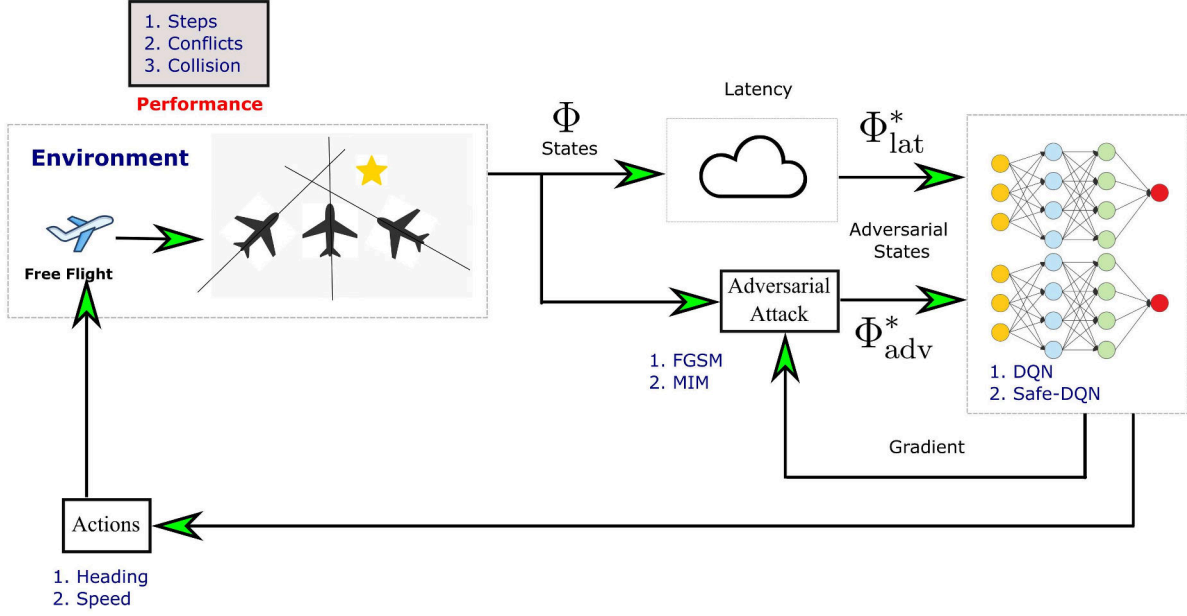 1. Steps
2. Conflicts
3. Collision
Performance
Environment
Free Flight
Φ
States
Latency
Φ*lat
Adversarial
States
Adversarial
Attack
Φ*adv
1. FGSM
2. MIM
1. DQN
2. Safe-DQN
Gradient
Actions
1. Heading
2. Speed